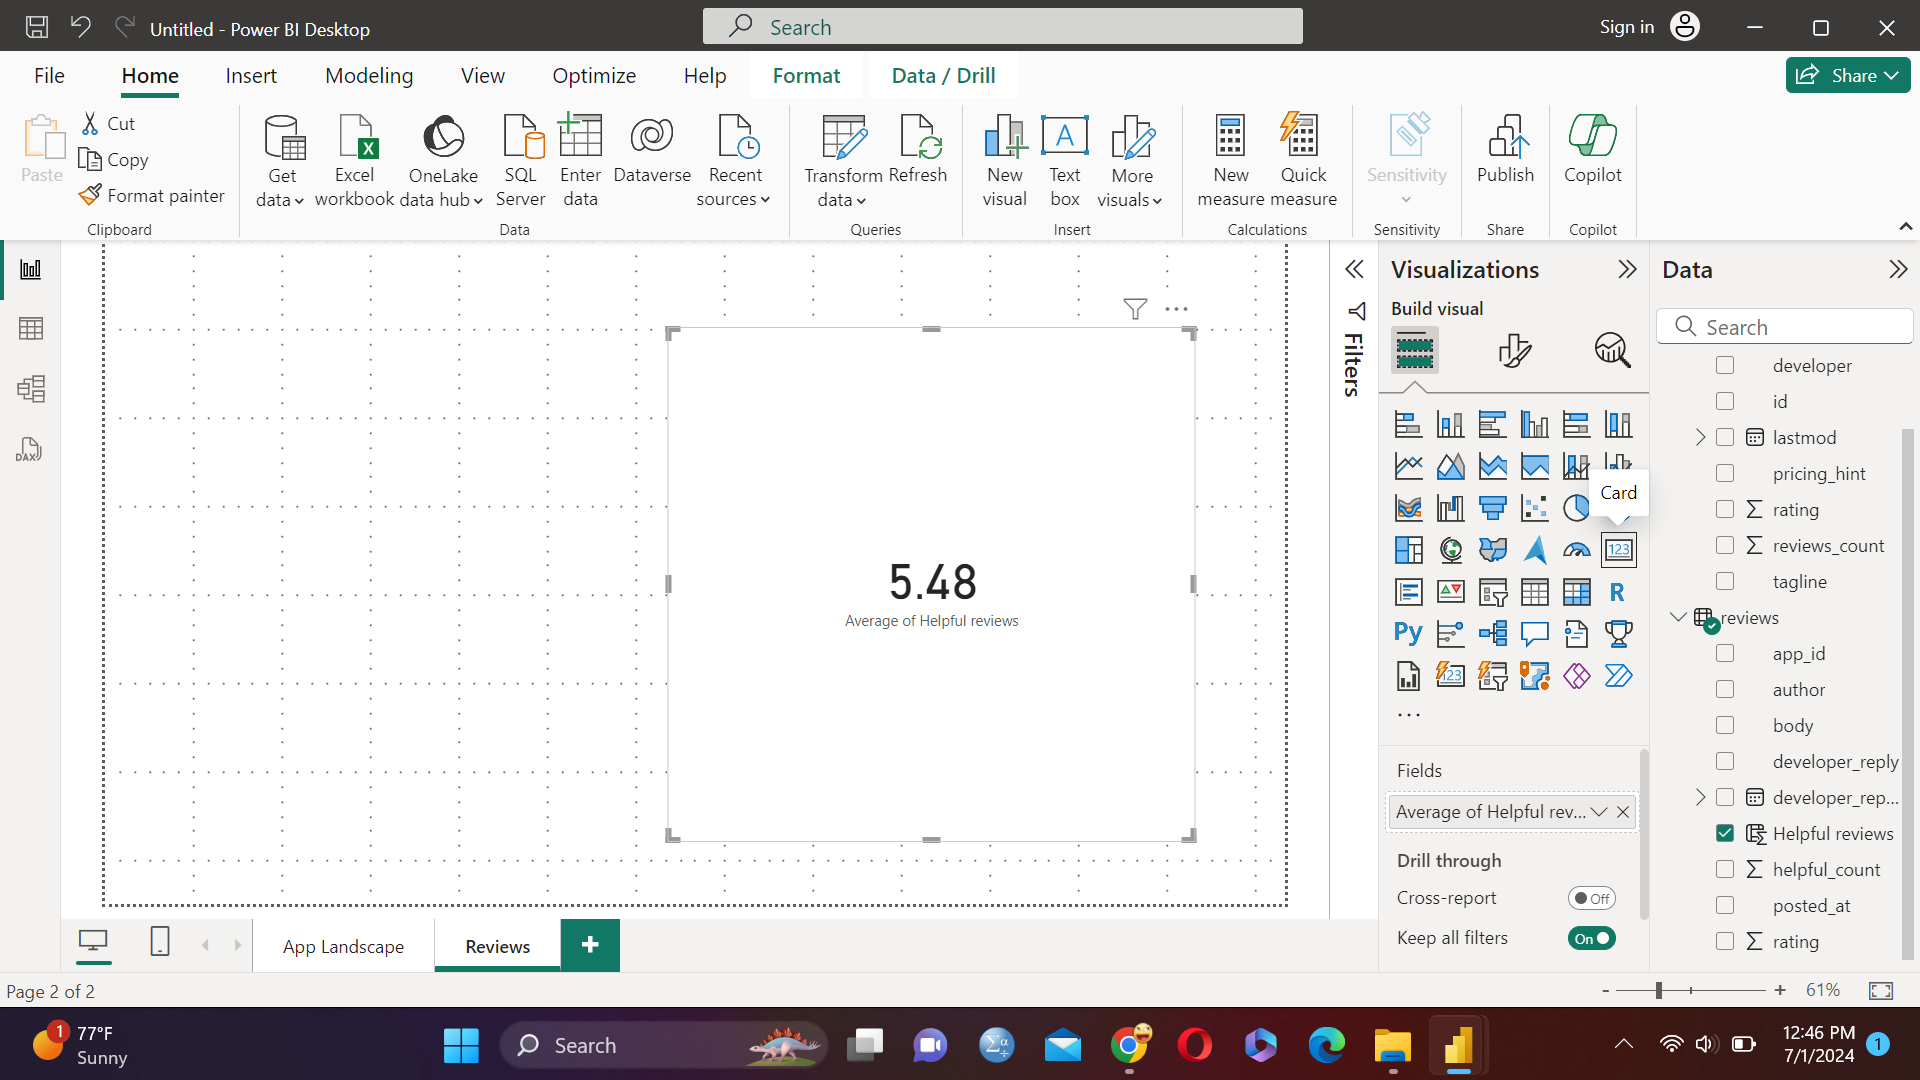 Untitled - Power BI Desktop
Search
Sign in
File
Home
Insert
Modeling
View
Optimize
Help
Format
Data / Drill
Share
Paste
Cut
Copy
Format painter
Get data
Excel workbook
OneLake data hub
SQL Server
Enter data
Dataverse
Recent sources
Transform data
Refresh
New visual
Text box
More visuals
New measure
Quick measure
Sensitivity
Publish
Copilot
Clipboard
Data
Queries
Insert
Calculations
Sensitivity
Share
Copilot
DAX
5.48
Average of Helpful reviews
Filters
Visualizations
Build visual
Card
123
R
Py
123
Fields
Average of Helpful rev...
Drill through
Cross-report
Off
Keep all filters
On
Data
Search
developer
id
lastmod
pricing_hint
rating
reviews_count
tagline
reviews
app_id
author
body
developer_reply
developer_rep...
Helpful reviews
helpful_count
posted_at
rating
App Landscape
Reviews
+
Page 2 of 2
- + 61%
1
77°F
Sunny
Search
12:46 PM
7/1/2024
1